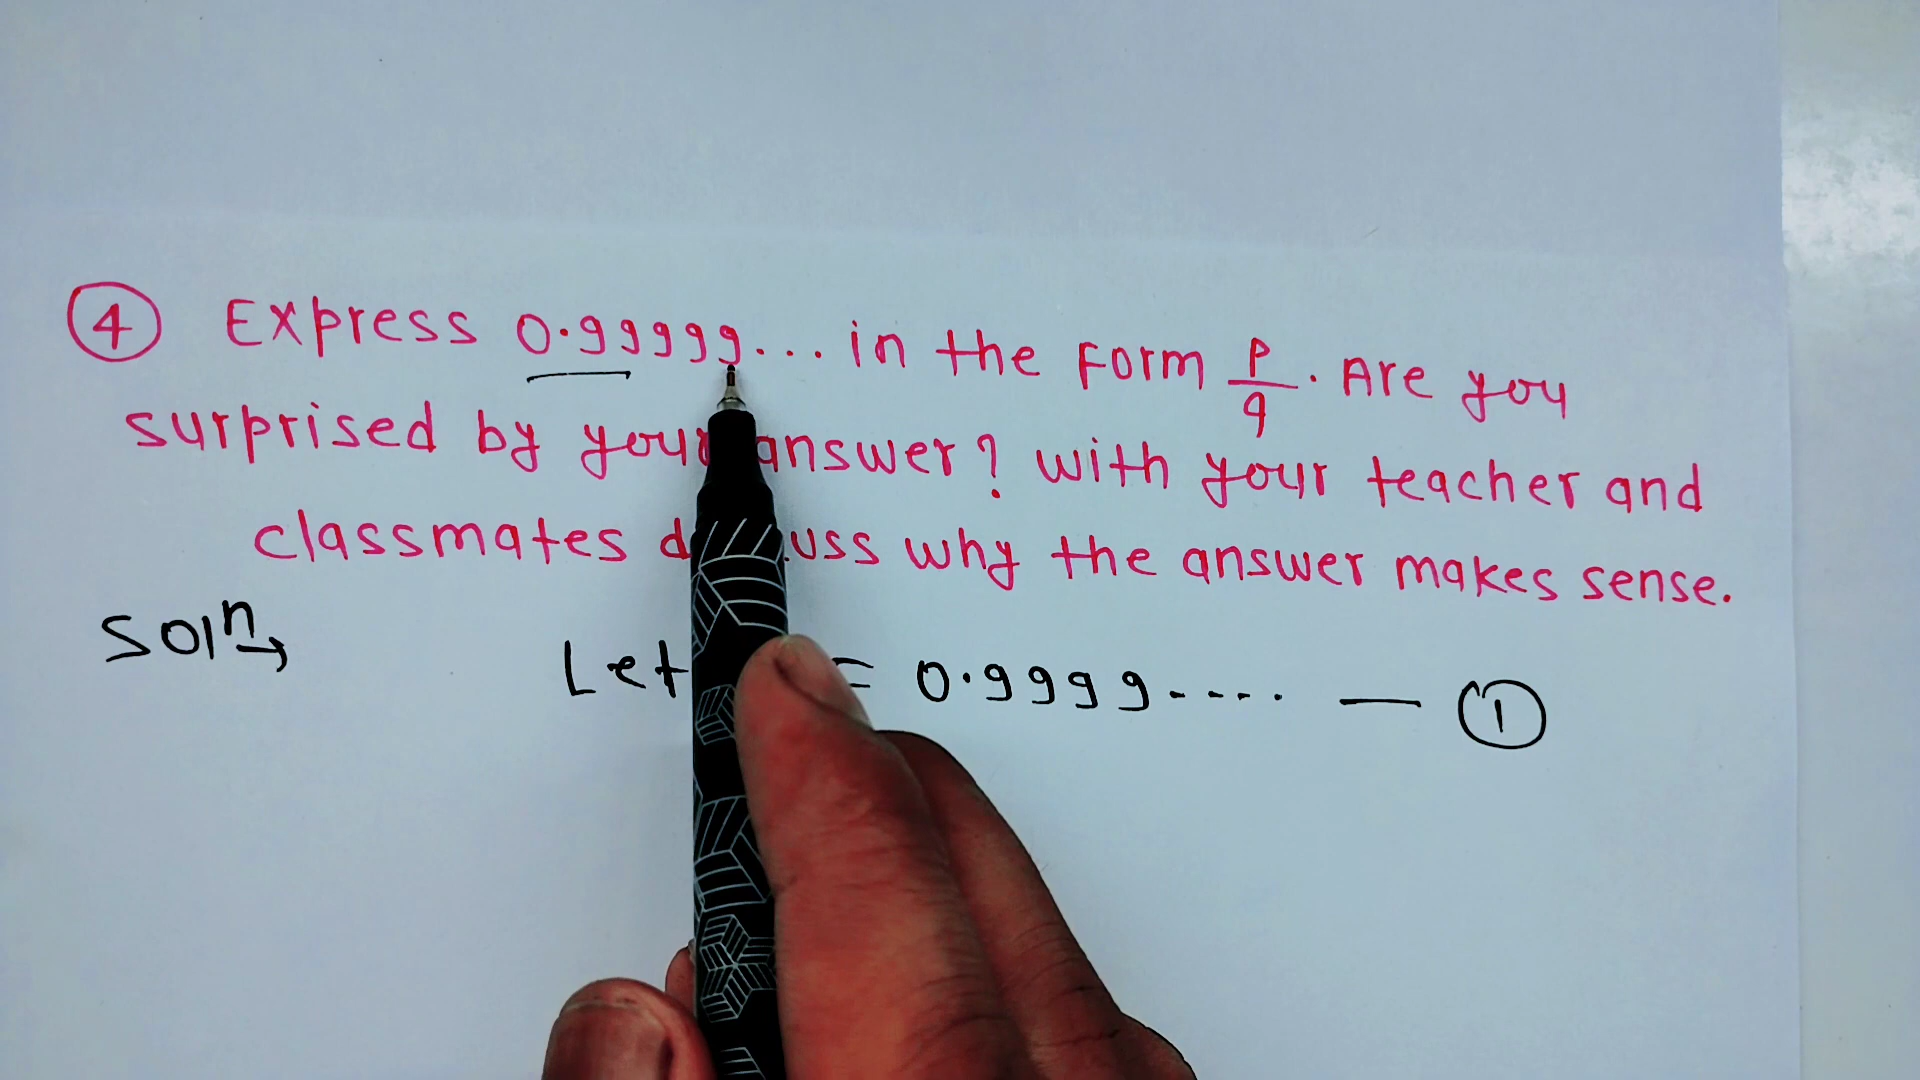 ④ Express 0.99999... in the form p/q. Are you
surprised by your answer? with your teacher and
classmates uss why the answer makes sense.
Solⁿ→ Let = 0.9999.... — ①